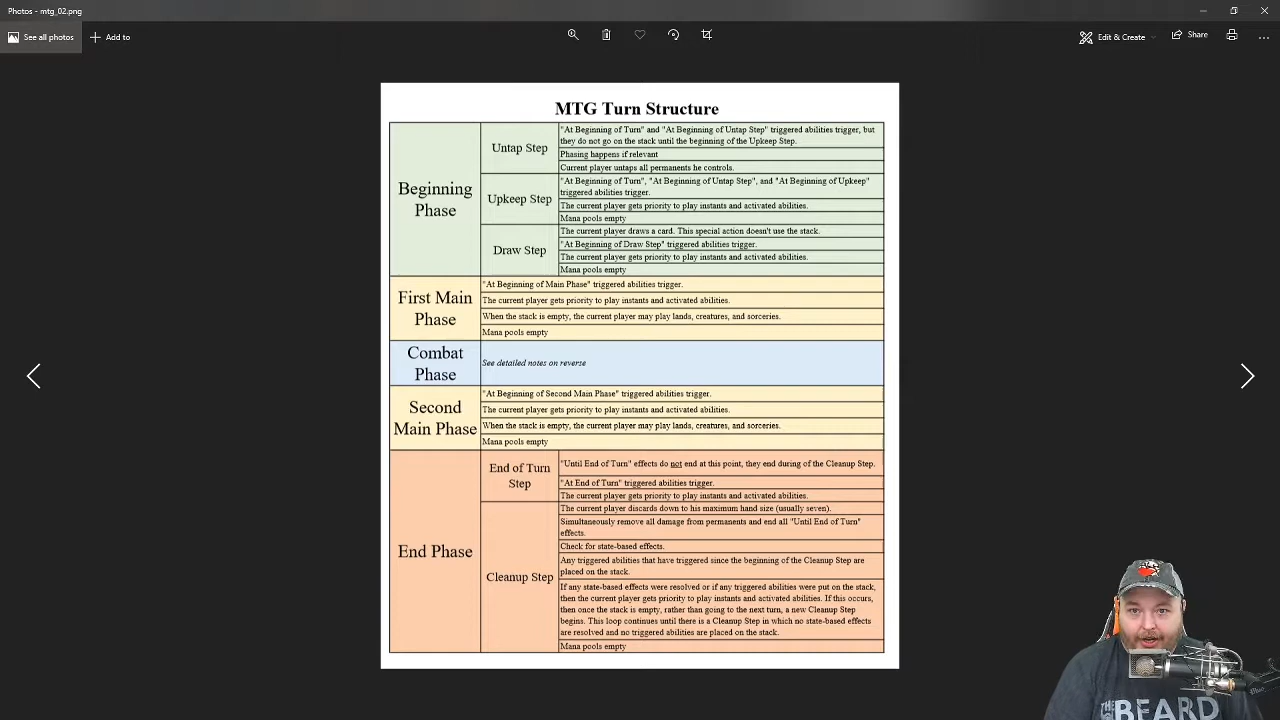 Photos - mtg_02.png
See all photos
Add to
Edit & Create
Share
MTG Turn Structure
Beginning
Phase
Untap Step
"At Beginning of Turn" and "At Beginning of Untap Step" triggered abilities trigger, but
they do not go on the stack until the beginning of the Upkeep Step.
Phasing happens if relevant
Current player untaps all permanents he controls.
Upkeep Step
"At Beginning of Turn", "At Beginning of Untap Step", and "At Beginning of Upkeep"
triggered abilities trigger.
The current player gets priority to play instants and activated abilities.
Mana pools empty
Draw Step
The current player draws a card. This special action doesn't use the stack.
"At Beginning of Draw Step" triggered abilities trigger.
The current player gets priority to play instants and activated abilities.
Mana pools empty
First Main
Phase
"At Beginning of Main Phase" triggered abilities trigger.
The current player gets priority to play instants and activated abilities.
When the stack is empty, the current player may play lands, creatures, and sorceries.
Mana pools empty
Combat
Phase
See detailed notes on reverse
Second
Main Phase
"At Beginning of Second Main Phase" triggered abilities trigger.
The current player gets priority to play instants and activated abilities.
When the stack is empty, the current player may play lands, creatures, and sorceries.
Mana pools empty
End Phase
End of Turn
Step
"Until End of Turn" effects do not end at this point, they end during of the Cleanup Step.
"At End of Turn" triggered abilities trigger.
The current player gets priority to play instants and activated abilities.
Cleanup Step
The current player discards down to his maximum hand size (usually seven).
Simultaneously remove all damage from permanents and end all "Until End of Turn"
effects.
Check for state-based effects.
Any triggered abilities that have triggered since the beginning of the Cleanup Step are
placed on the stack.
If any state-based effects were resolved or if any triggered abilities were put on the stack,
then the current player gets priority to play instants and activated abilities. If this occurs,
then once the stack is empty, rather than going to the next turn, a new Cleanup Step
begins. This loop continues until there is a Cleanup Step in which no state-based effects
are resolved and no triggered abilities are placed on the stack.
Mana pools empty
THE BEARD